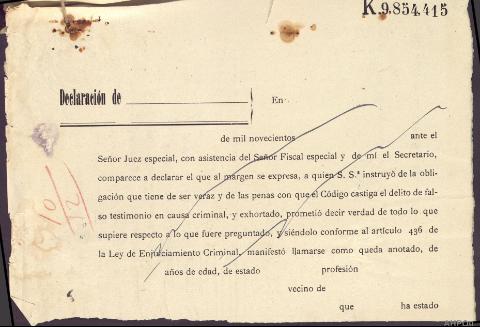 K.9.854,415
Declaración de
En
de mil novecientos ante el
Señor Juez especial, con asistencia del Señor Fiscal especial y de mí el Secretario,
comparece a declarar el que al margen se expresa, a quien S. S.ª instruyó de la obli-
gación que tiene de ser veraz y de las penas con que el Código castiga el delito de fal-
so testimonio en causa criminal, y exhortado, prometió decir verdad de todo lo que
supiere respecto a lo que fuere preguntado, y siéndolo conforme al artículo 436 de
la Ley de Enjuiciamiento Criminal, manifestó llamarse como queda anotado, de
años de edad, de estado profesión
vecino de
que ha estado